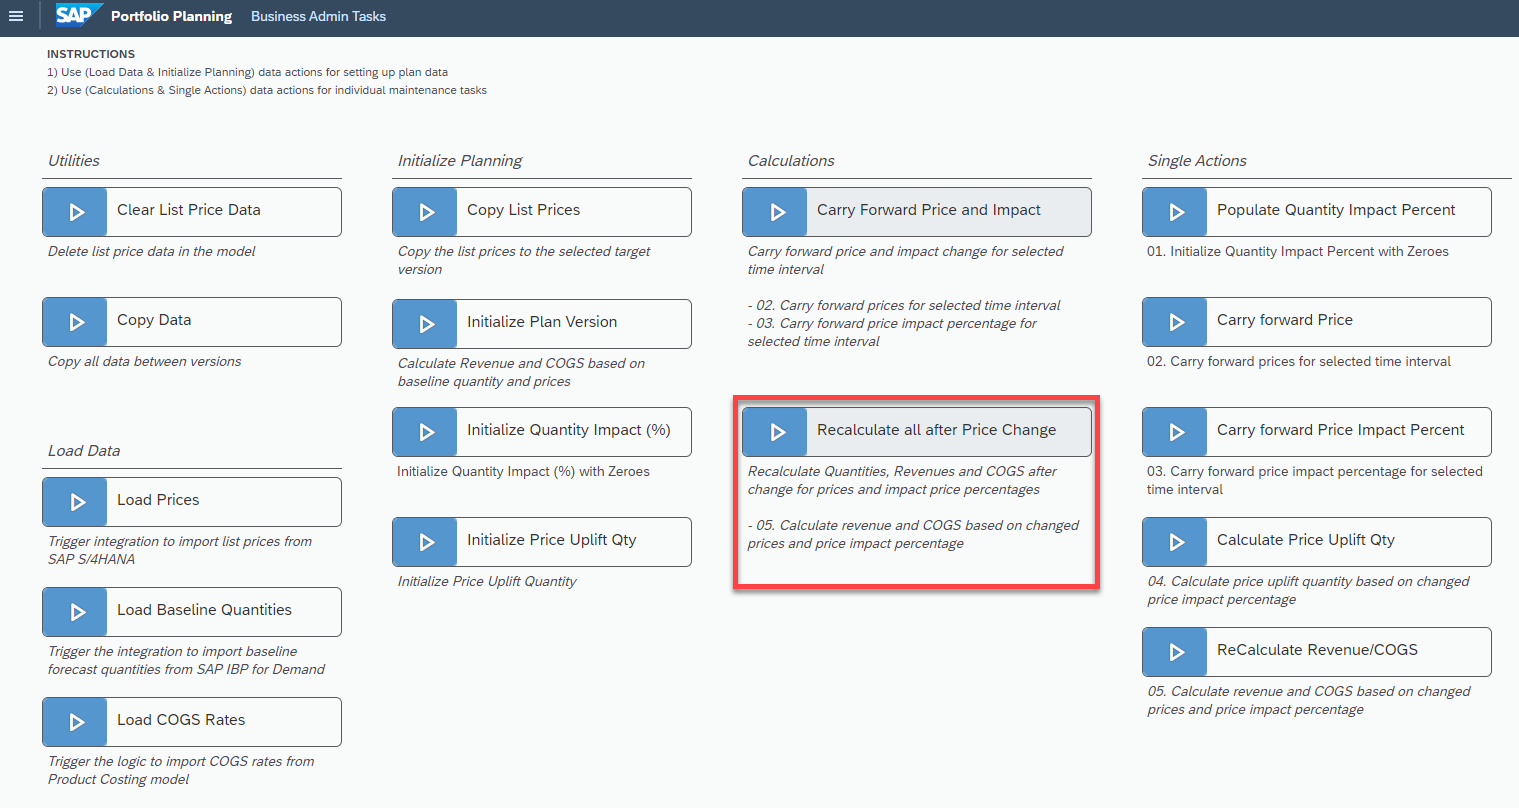 SAP Portfolio Planning Business Admin Tasks
INSTRUCTIONS
1) Use (Load Data & Initialize Planning) data actions for setting up plan data
2) Use (Calculations & Single Actions) data actions for individual maintenance tasks
Utilities
Clear List Price Data
Delete list price data in the model
Copy Data
Copy all data between versions
Load Data
Load Prices
Trigger integration to import list prices from
SAP S/4HANA
Load Baseline Quantities
Trigger the integration to import baseline
forecast quantities from SAP IBP for Demand
Load COGS Rates
Trigger the logic to import COGS rates from
Product Costing model
Initialize Planning
Copy List Prices
Copy the list prices to the selected target
version
Initialize Plan Version
Calculate Revenue and COGS based on
baseline quantity and prices
Initialize Quantity Impact (%)
Initialize Quantity Impact (%) with Zeroes
Initialize Price Uplift Qty
Initialize Price Uplift Quantity
Calculations
Carry Forward Price and Impact
Carry forward price and impact change for selected
time interval
- 02. Carry forward prices for selected time interval
- 03. Carry forward price impact percentage for
selected time interval
Recalculate all after Price Change
Recalculate Quantities, Revenues and COGS after
change for prices and impact price percentages
- 05. Calculate revenue and COGS based on changed
prices and price impact percentage
Single Actions
Populate Quantity Impact Percent
01. Initialize Quantity Impact Percent with Zeroes
Carry forward Price
02. Carry forward prices for selected time interval
Carry forward Price Impact Percent
03. Carry forward price impact percentage for selected
time interval
Calculate Price Uplift Qty
04. Calculate price uplift quantity based on changed
price impact percentage
ReCalculate Revenue/COGS
05. Calculate revenue and COGS based on changed
prices and price impact percentage